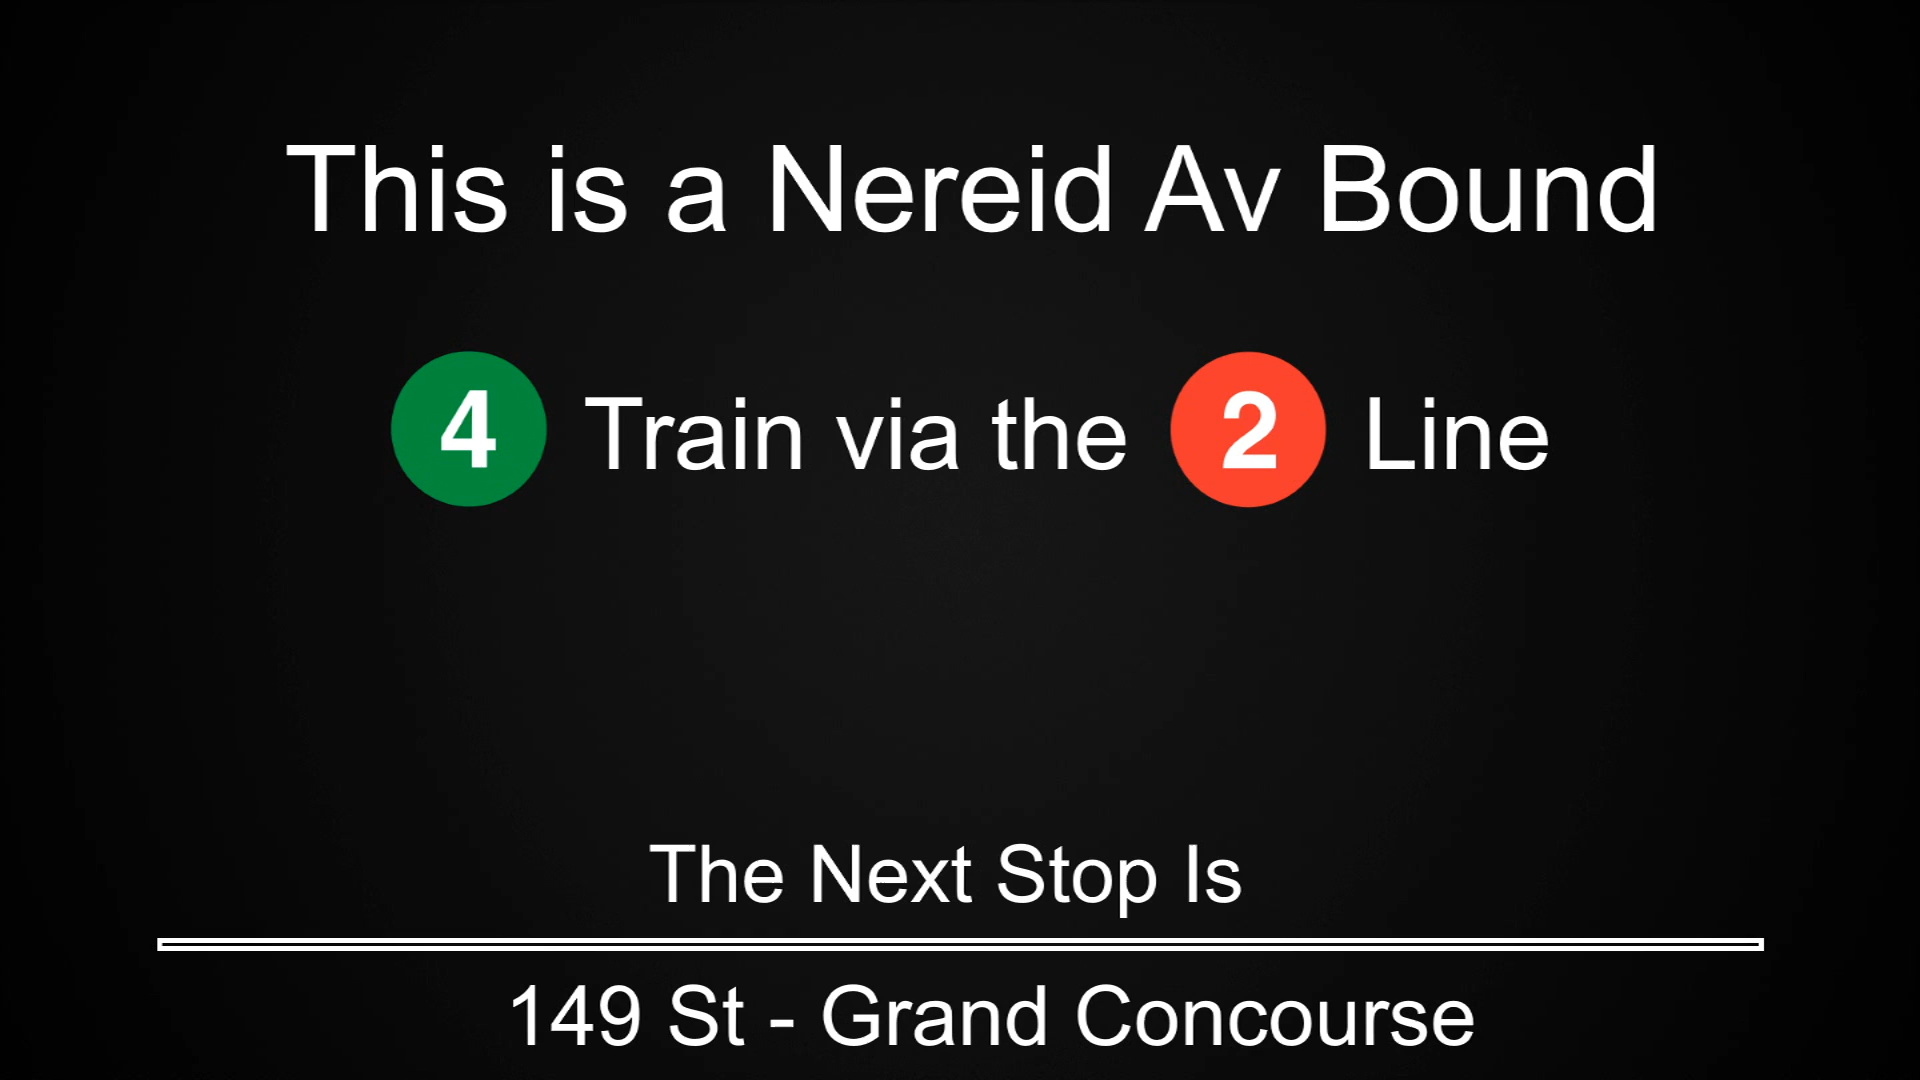 This is a Nereid Av Bound
4 Train via the 2 Line
The Next Stop Is
149 St - Grand Concourse